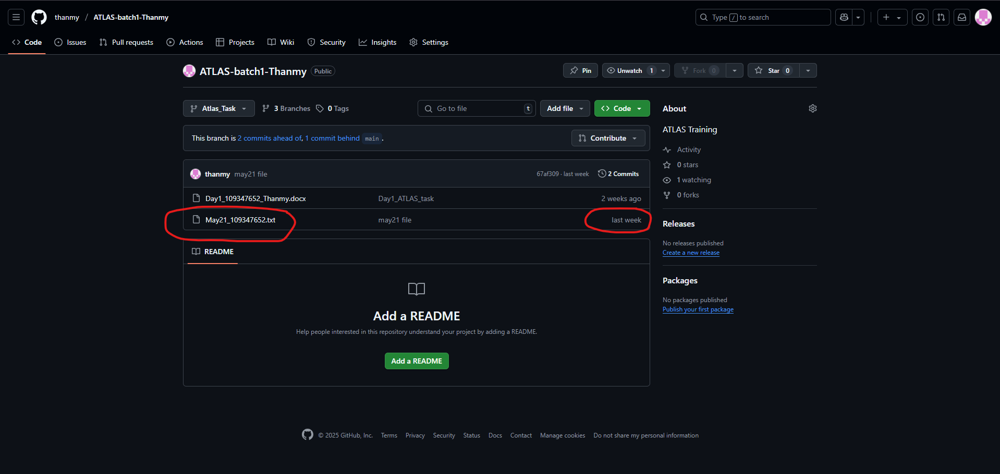 thanmy / ATLAS-batch1-Thanmy
Type / to search
Code Issues Pull requests Actions Projects Wiki Security Insights Settings
ATLAS-batch1-Thanmy Public
Pin Unwatch 1 Fork 0 Star 0
Atlas_Task 3 Branches 0 Tags Go to file t Add file Code
This branch is 2 commits ahead of, 1 commit behind main .
Contribute
thanmy may21 file 67af309 · last week 2 Commits
Day1_109347652_Thanmy.docx Day1_ATLAS_task 2 weeks ago
May21_109347652.txt may21 file last week
README
Add a README
Help people interested in this repository understand your project by adding a README.
Add a README
About
ATLAS Training
Activity
0 stars
1 watching
0 forks
Releases
No releases published
Create a new release
Packages
No packages published
Publish your first package
© 2025 GitHub, Inc. Terms Privacy Security Status Docs Contact Manage cookies Do not share my personal information